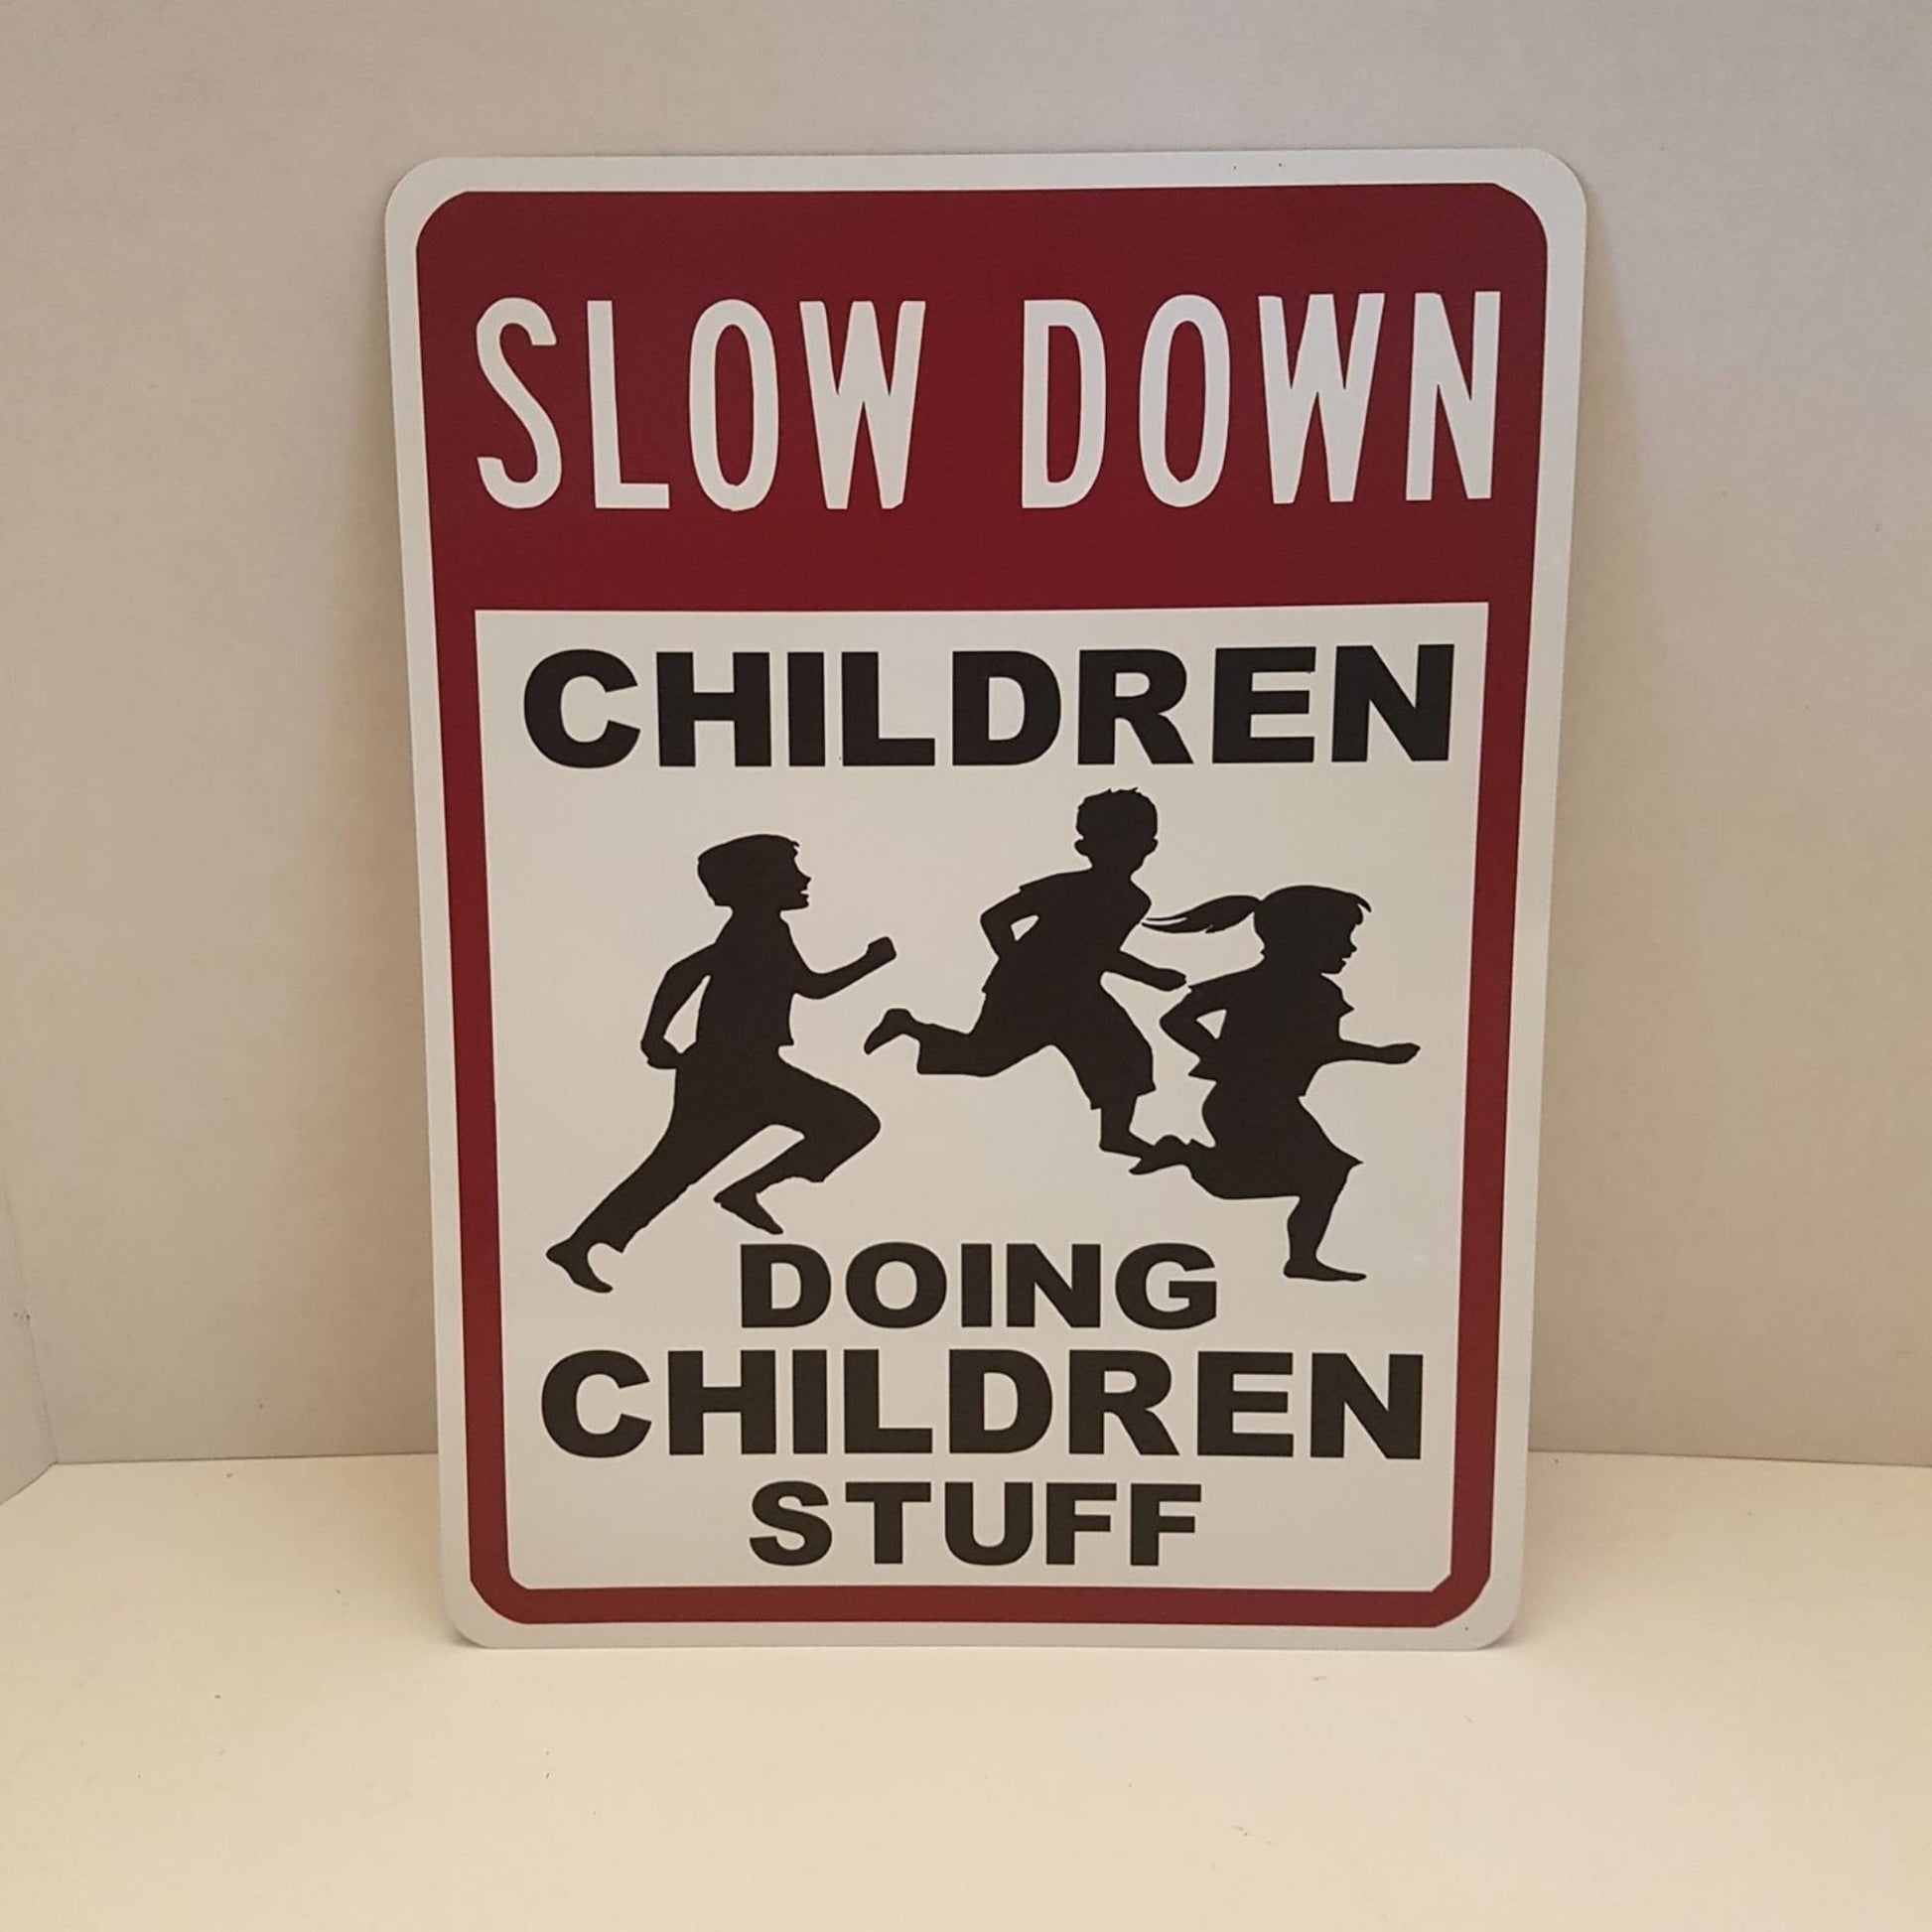 SLOW DOWN
CHILDREN
DOING
CHILDREN
STUFF